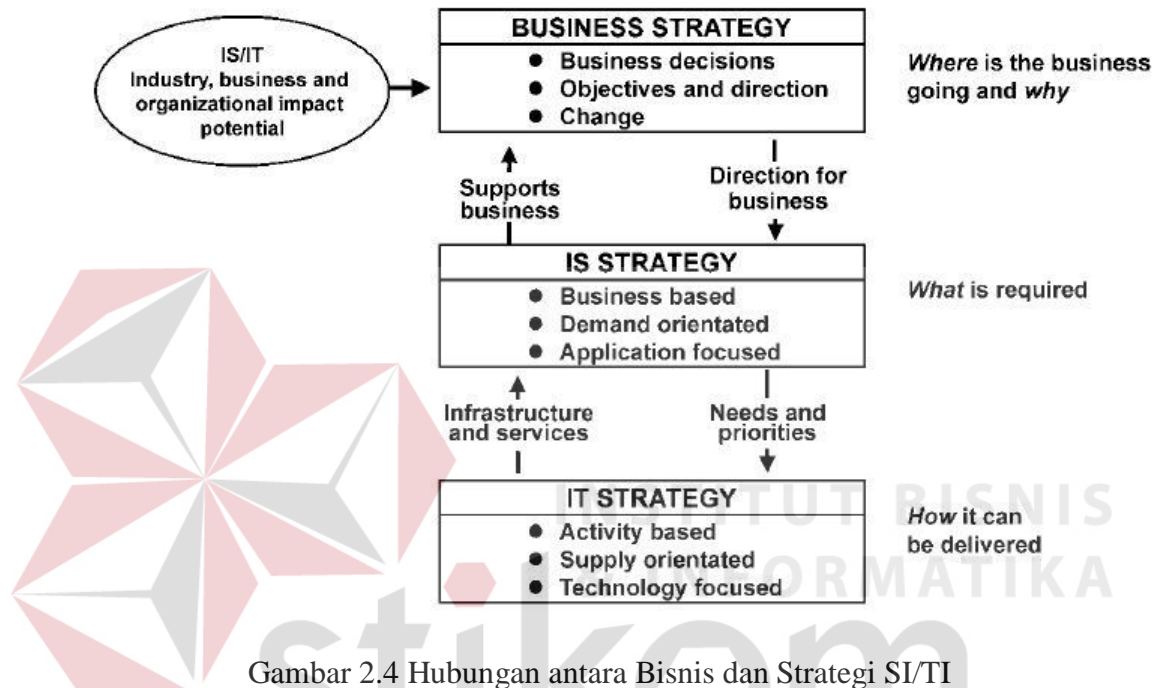 BUSINESS STRATEGY
● Business decisions
● Objectives and direction
● Change
IS/IT
Industry, business and
organizational impact
potential
Where is the business
going and why
Supports
business
Direction for
business
IS STRATEGY
● Business based
● Demand orientated
● Application focused
What is required
Infrastructure
and services
Needs and
priorities
IT STRATEGY
● Activity based
● Supply orientated
● Technology focused
How it can
be delivered
INSTITUT BISNIS
& INFORMATIKA
stikom
Gambar 2.4 Hubungan antara Bisnis dan Strategi SI/TI